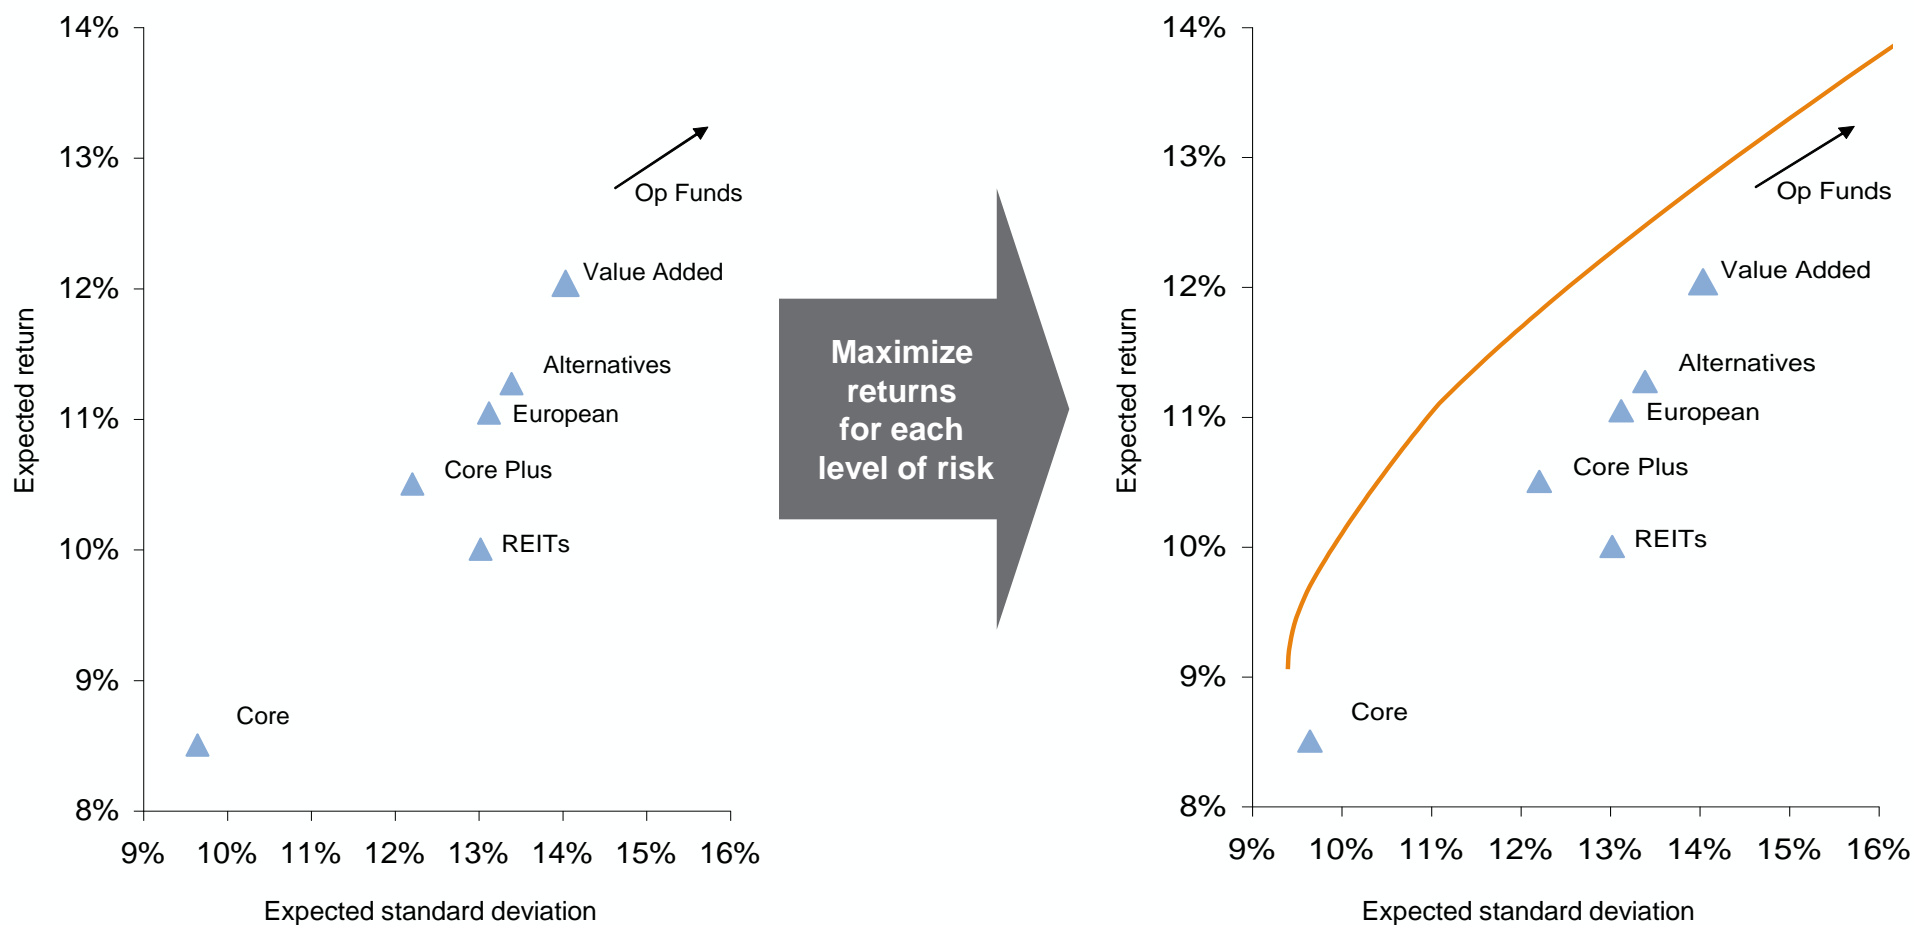 14%
13%
12%
11%
10%
9%
8%
Expected return
Op Funds
Value Added
Alternatives
European
Core Plus
REITs
Core
9% 10% 11% 12% 13% 14% 15% 16%
Expected standard deviation
Maximize
returns
for each
level of risk
14%
13%
12%
11%
10%
9%
8%
Expected return
Op Funds
Value Added
Alternatives
European
Core Plus
REITs
Core
9% 10% 11% 12% 13% 14% 15% 16%
Expected standard deviation